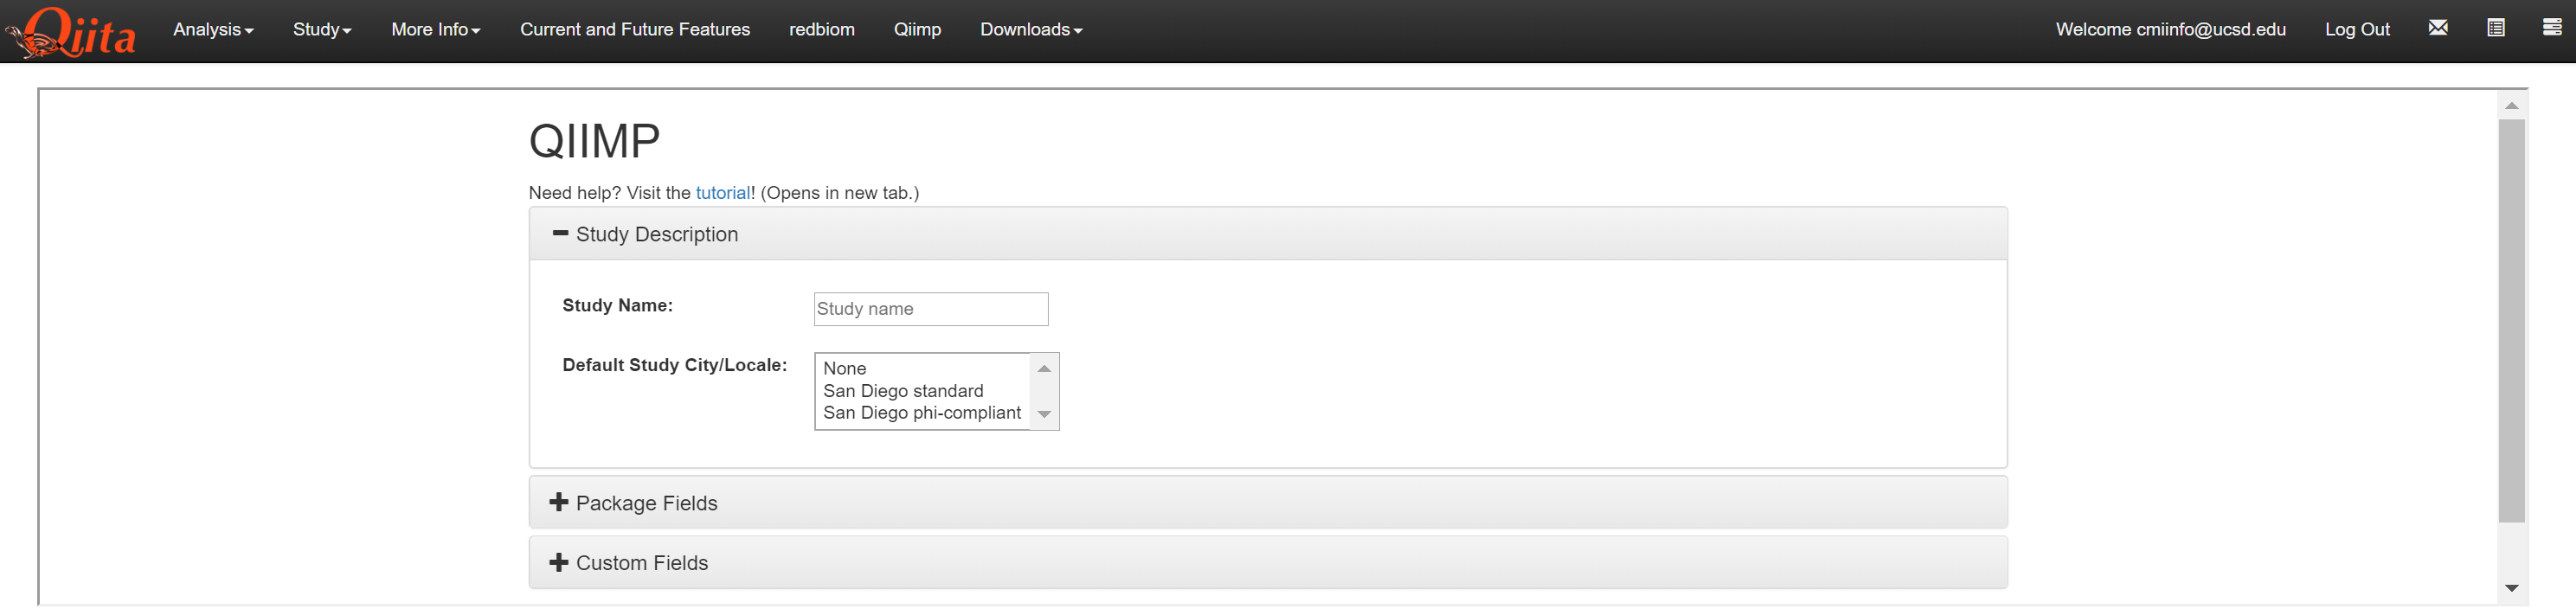 Qiita Analysis Study More Info Current and Future Features redbiom Qiimp Downloads Welcome cmiinfo@ucsd.edu Log Out
QIIMP
Need help? Visit the tutorial! (Opens in new tab.)
Study Description
Study Name: Study name
Default Study City/Locale: None
San Diego standard
San Diego phi-compliant
Package Fields
Custom Fields